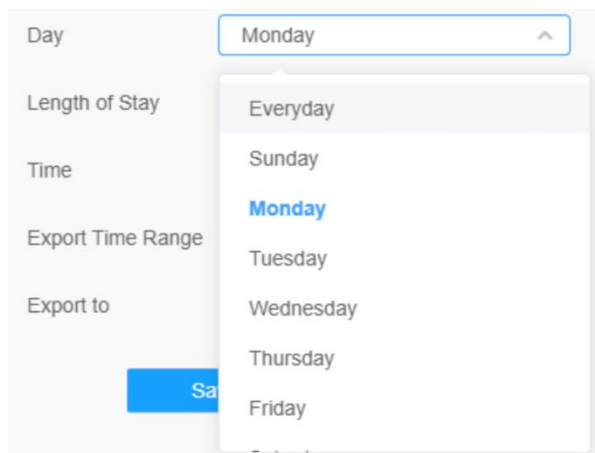 Day
Monday
Length of Stay
Time
Export Time Range
Export to
Everyday
Sunday
Monday
Tuesday
Wednesday
Thursday
Friday